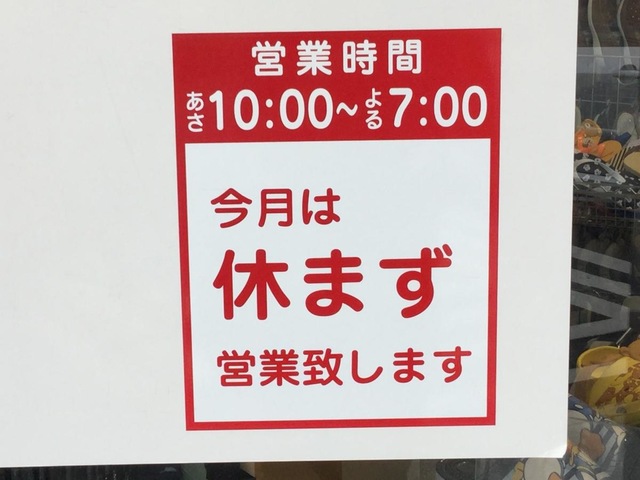 営業時間
あさ10:00~よる7:00
今月は
休まず
営業致します